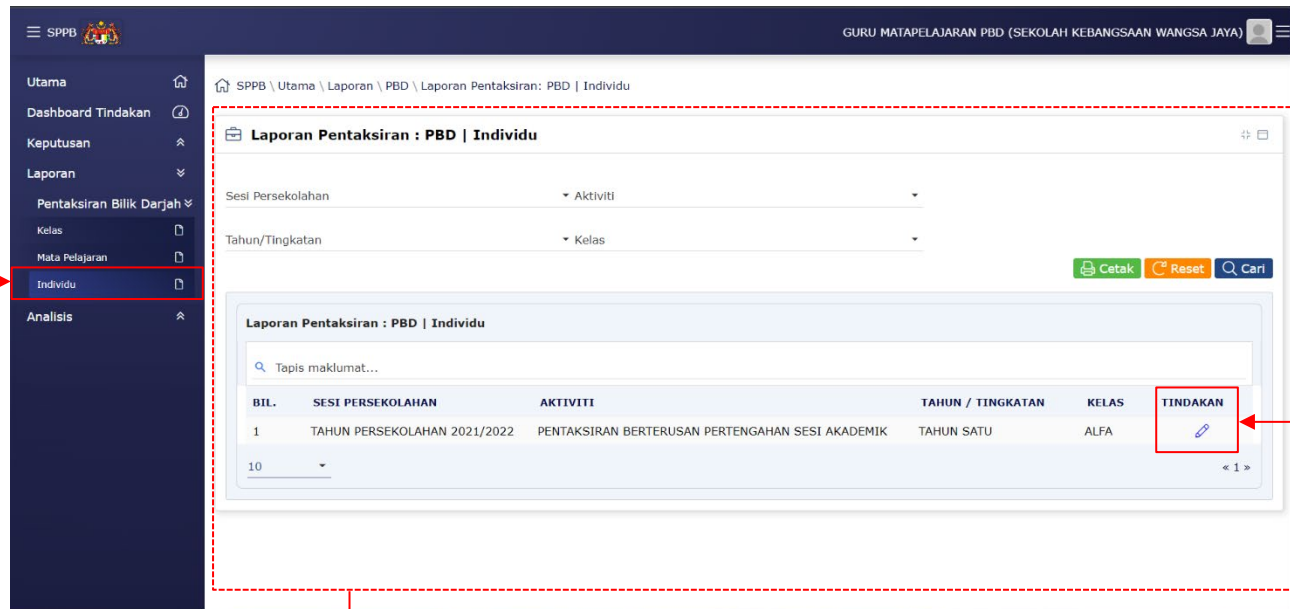 SPPB
GURU MATAPELAJARAN PBD (SEKOLAH KEBANGSAAN WANGSA JAYA)
Utama
Dashboard Tindakan
Keputusan
Laporan
Pentaksiran Bilik Darjah
Kelas
Mata Pelajaran
Individu
Analisis
SPPB \ Utama \ Laporan \ PBD \ Laporan Pentaksiran: PBD | Individu
Laporan Pentaksiran : PBD | Individu
Sesi Persekolahan Aktiviti
Tahun/Tingkatan Kelas
Cetak Reset Cari
Laporan Pentaksiran : PBD | Individu
Tapis maklumat...
BIL. SESI PERSEKOLAHAN AKTIVITI TAHUN / TINGKATAN KELAS TINDAKAN
1 TAHUN PERSEKOLAHAN 2021/2022 PENTAKSIRAN BERTERUSAN PERTENGAHAN SESI AKADEMIK TAHUN SATU ALFA
10 « 1 »